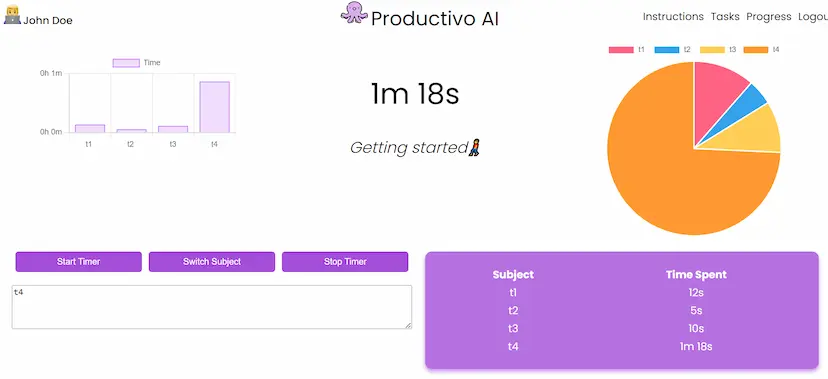 John Doe
Productivo AI
Instructions Tasks Progress Logou
Time
0h 1m
0h 0m
t1 t2 t3 t4
1m 18s
Getting started
t1 t2 t3 t4
Start Timer Switch Subject Stop Timer
t4
Subject Time Spent
t1 12s
t2 5s
t3 10s
t4 1m 18s